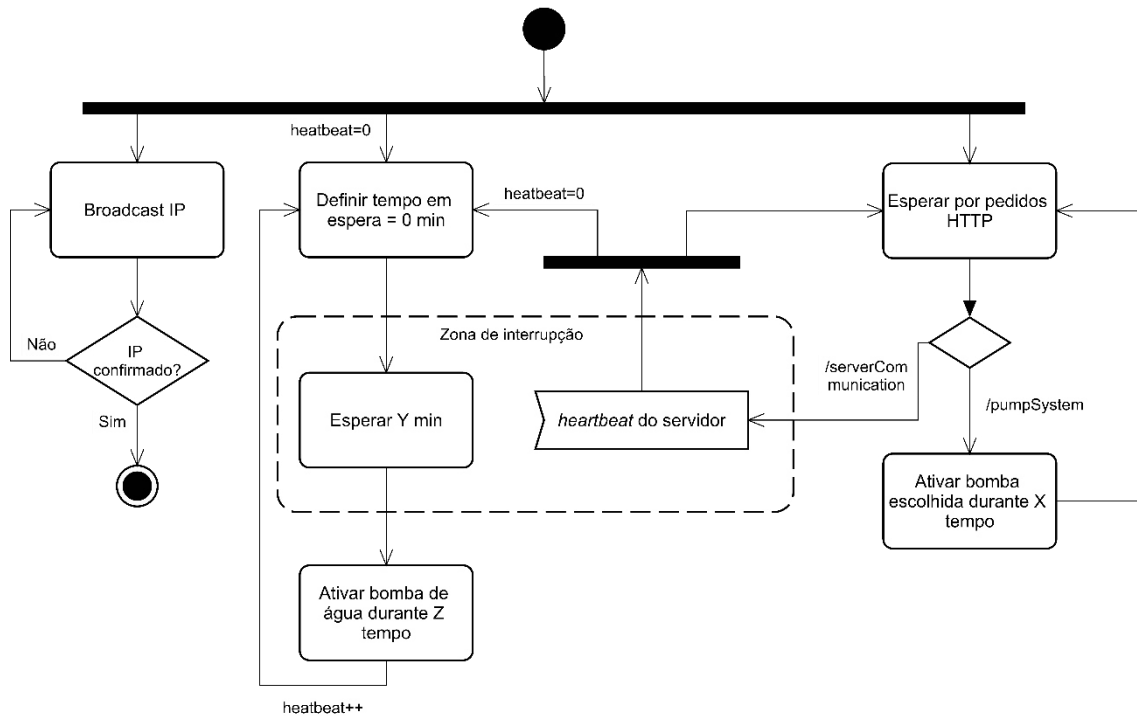 heatbeat=0
Broadcast IP
Definir tempo em
espera = 0 min
heatbeat=0
Esperar por pedidos
HTTP
Zona de interrupção
Não
IP
confirmado?
Sim
Esperar Y min
heartbeat do servidor
/serverCom
munication
/pumpSystem
Ativar bomba
escolhida durante X
tempo
Ativar bomba de
água durante Z
tempo
heatbeat++